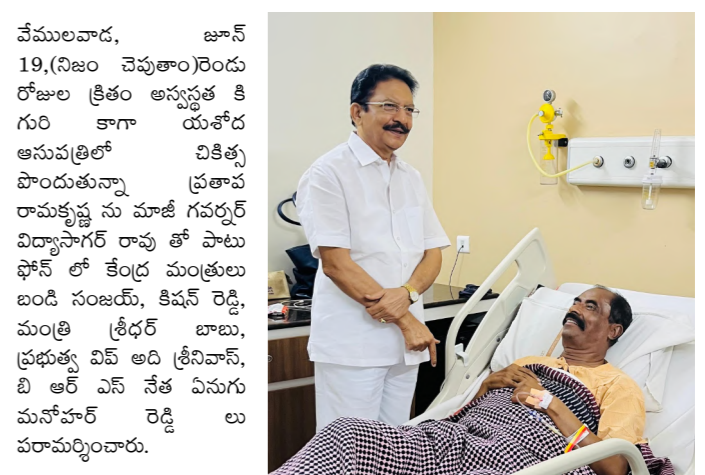 వేములవాడ, జూన్
19,(నిజం చెపుతాం)రెండు
రోజుల క్రితం అస్వస్థత కి
గురి కాగా యశోద
ఆసుపత్రిలో చికిత్స
పొందుతున్నా ప్రతాప
రామకృష్ణ ను మాజీ గవర్నర్
విద్యాసాగర్ రావు తో పాటు
ఫోన్ లో కేంద్ర మంత్రులు
బండి సంజయ్, కిషన్ రెడ్డి,
మంత్రి శ్రీధర్ బాబు,
ప్రభుత్వ విప్ అది శ్రీనివాస్,
బి ఆర్ ఎస్ నేత ఏనుగు
మనోహర్ రెడ్డి లు
పరామర్శించారు.